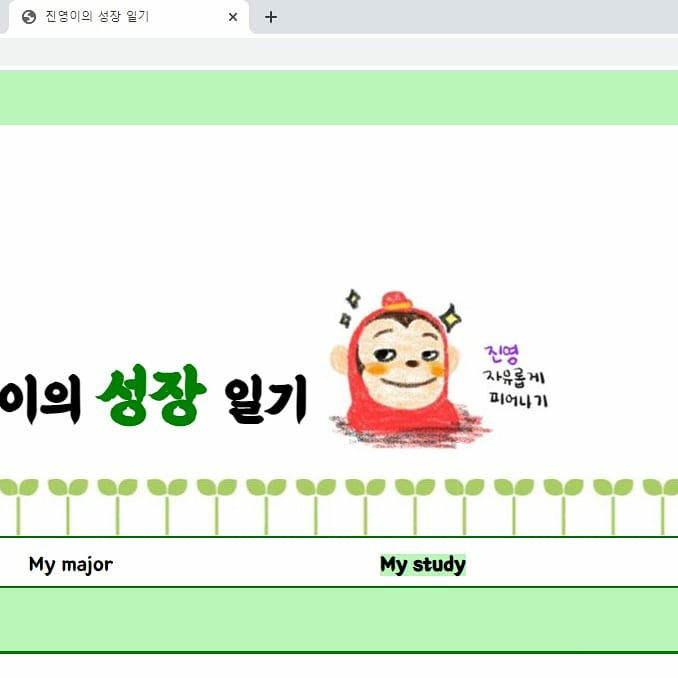 진영이의 성장 일기
이의 성장 일기
진영
자유롭게
피어나기
My major
My study